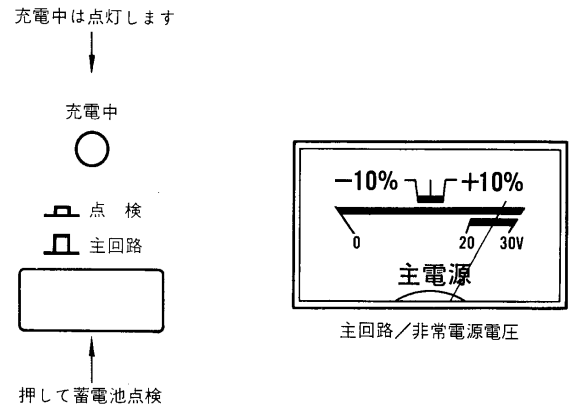 充電中は点灯します
充電中
点 検
主回路
押して蓄電池点検
−10% +10%
0 20 30V
主電源
主回路/非常電源電圧